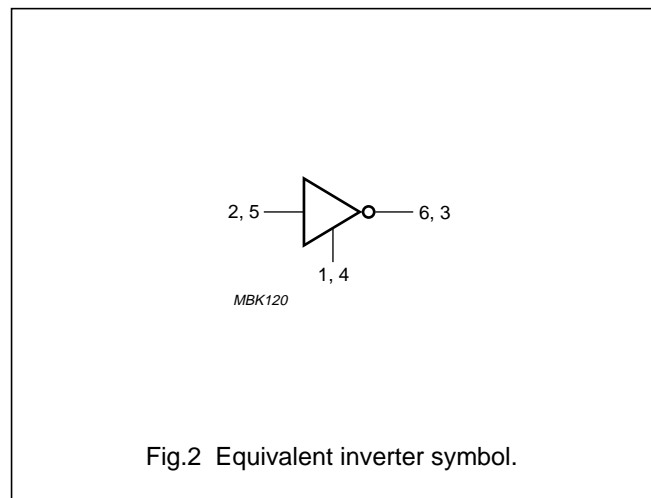 2, 5
6, 3
1, 4
MBK120
Fig.2 Equivalent inverter symbol.